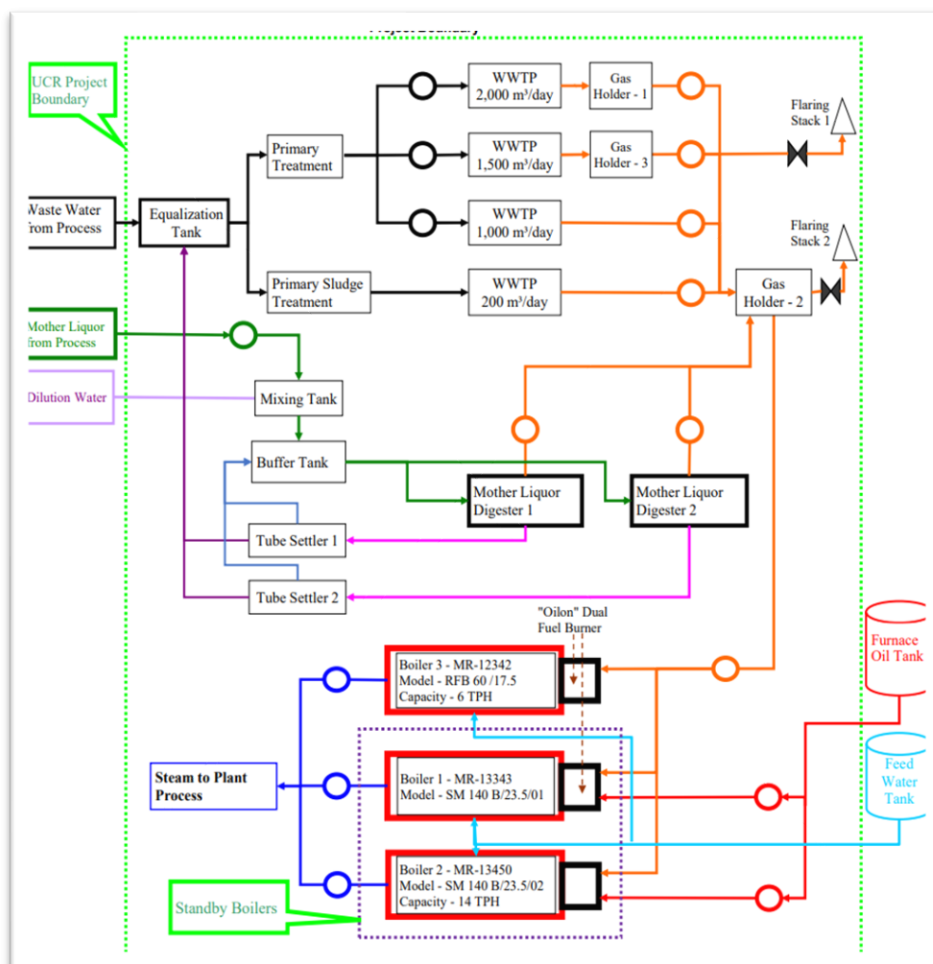 Project Boundary
UCR Project
Boundary
WWTP
2,000 m³/day
Gas
Holder - 1
Flaring
Stack 1
Primary
Treatment
WWTP
1,500 m³/day
Gas
Holder - 3
Waste Water
from Process
Equalization
Tank
WWTP
1,000 m³/day
Flaring
Stack 2
Primary Sludge
Treatment
WWTP
200 m³/day
Gas
Holder - 2
Mother Liquor
from Process
Dilution Water
Mixing Tank
Buffer Tank
Mother Liquor
Digester 1
Mother Liquor
Digester 2
Tube Settler 1
Tube Settler 2
"Oilon" Dual
Fuel Burner
Furnace
Oil Tank
Boiler 3 - MR-12342
Model - RFB 60 /17.5
Capacity - 6 TPH
Steam to Plant
Process
Boiler 1 - MR-13343
Model - SM 140 B/23.5/01
Feed
Water
Tank
Boiler 2 - MR-13450
Model - SM 140 B/23.5/02
Capacity - 14 TPH
Standby Boilers